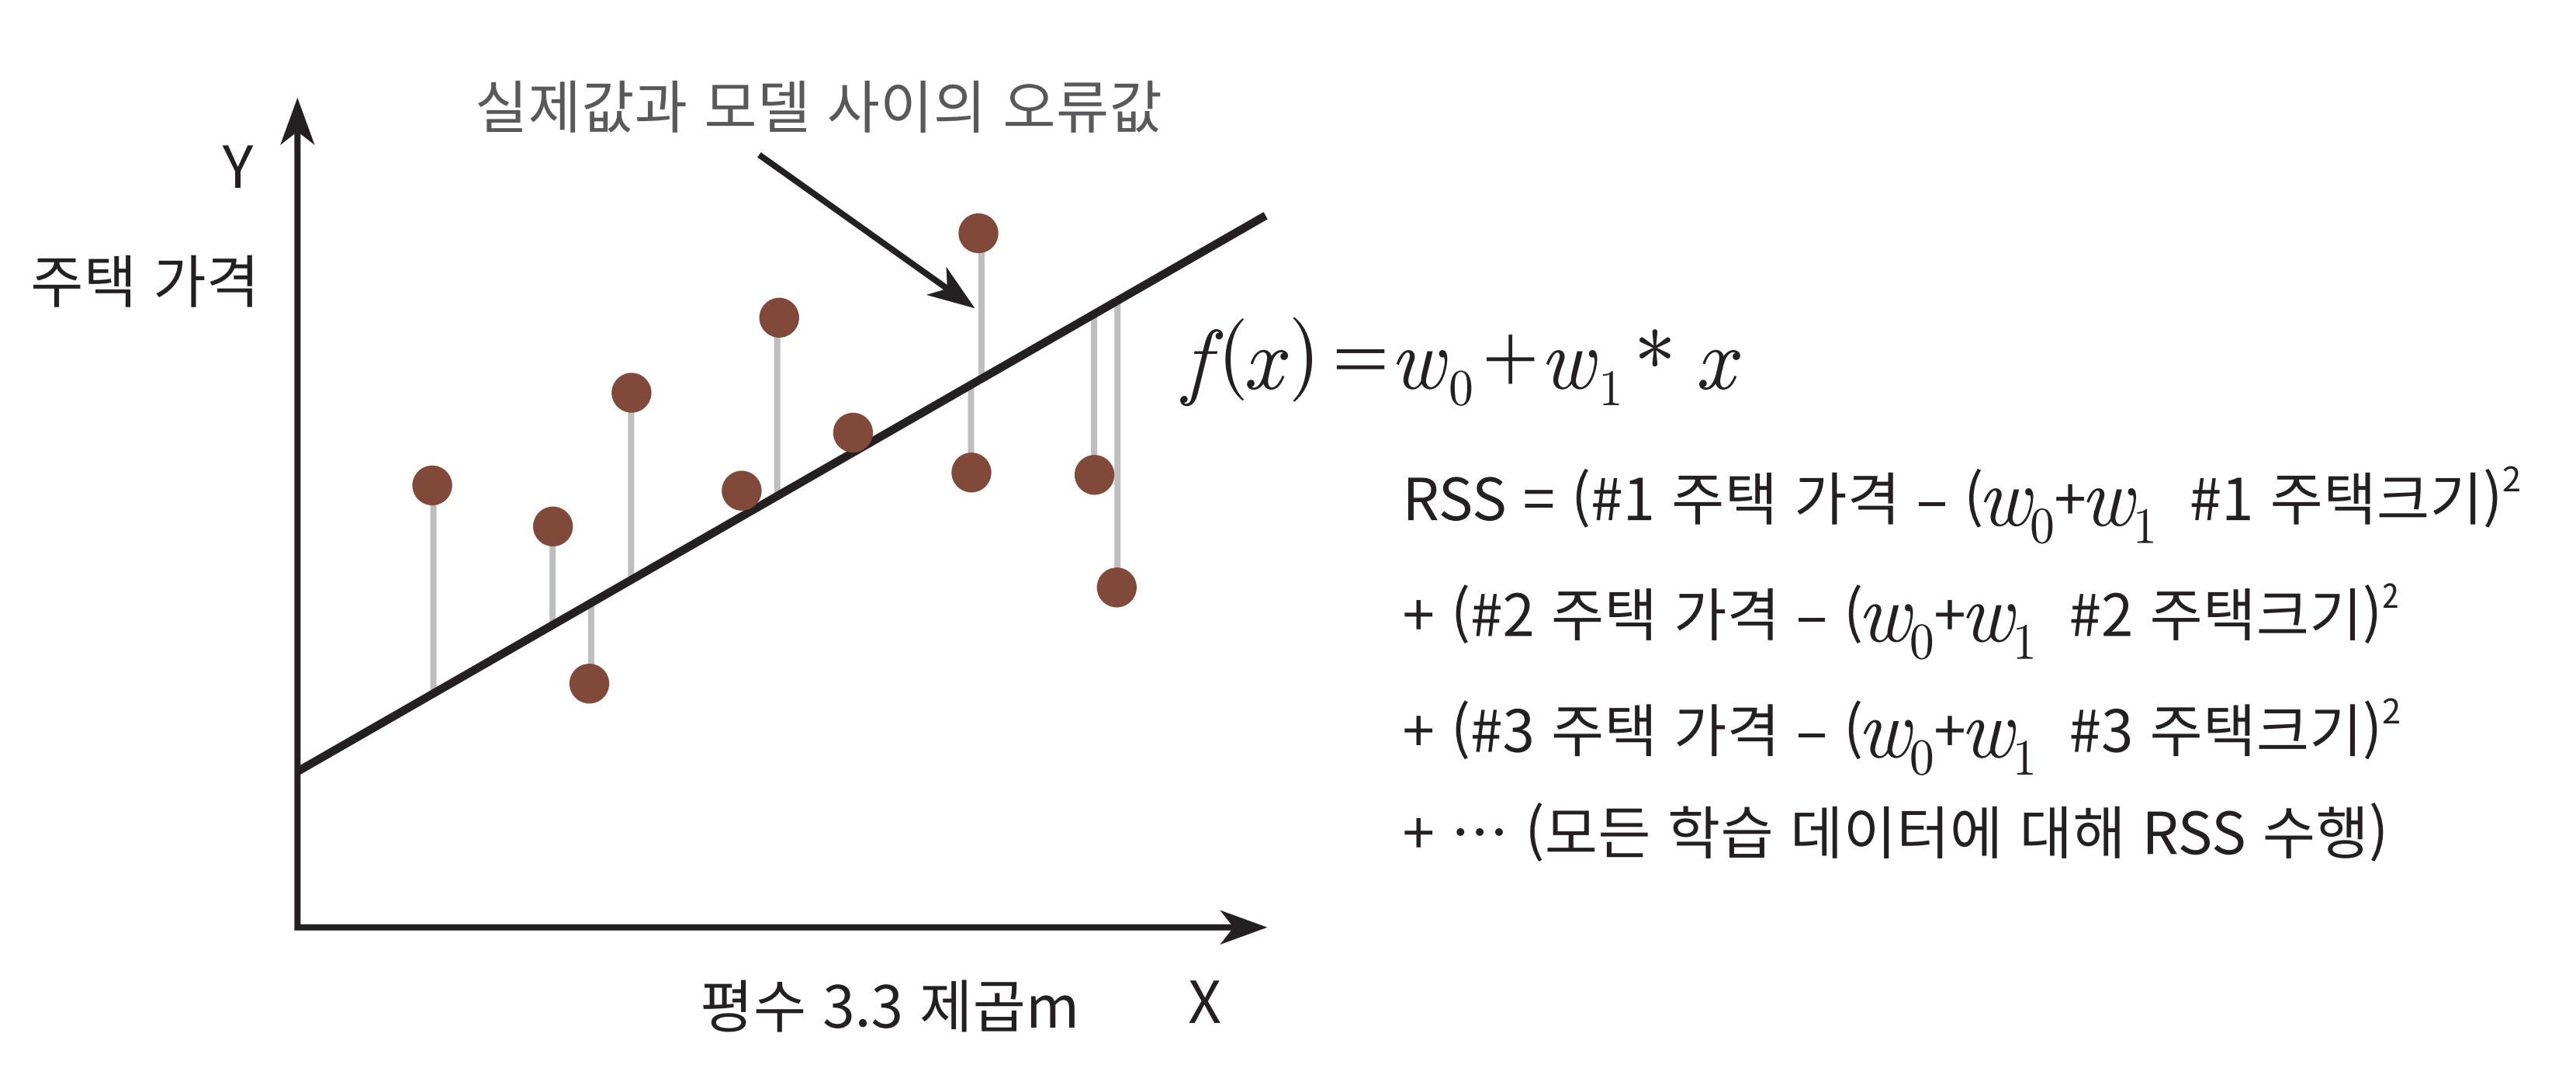 실제값과 모델 사이의 오류값
Y
주택 가격
f(x) = w₀ + w₁ * x
RSS = (#1 주택 가격 – (w₀+w₁ #1 주택크기)²
+ (#2 주택 가격 – (w₀+w₁ #2 주택크기)²
+ (#3 주택 가격 – (w₀+w₁ #3 주택크기)²
+ ⋯ (모든 학습 데이터에 대해 RSS 수행)
평수 3.3 제곱m X